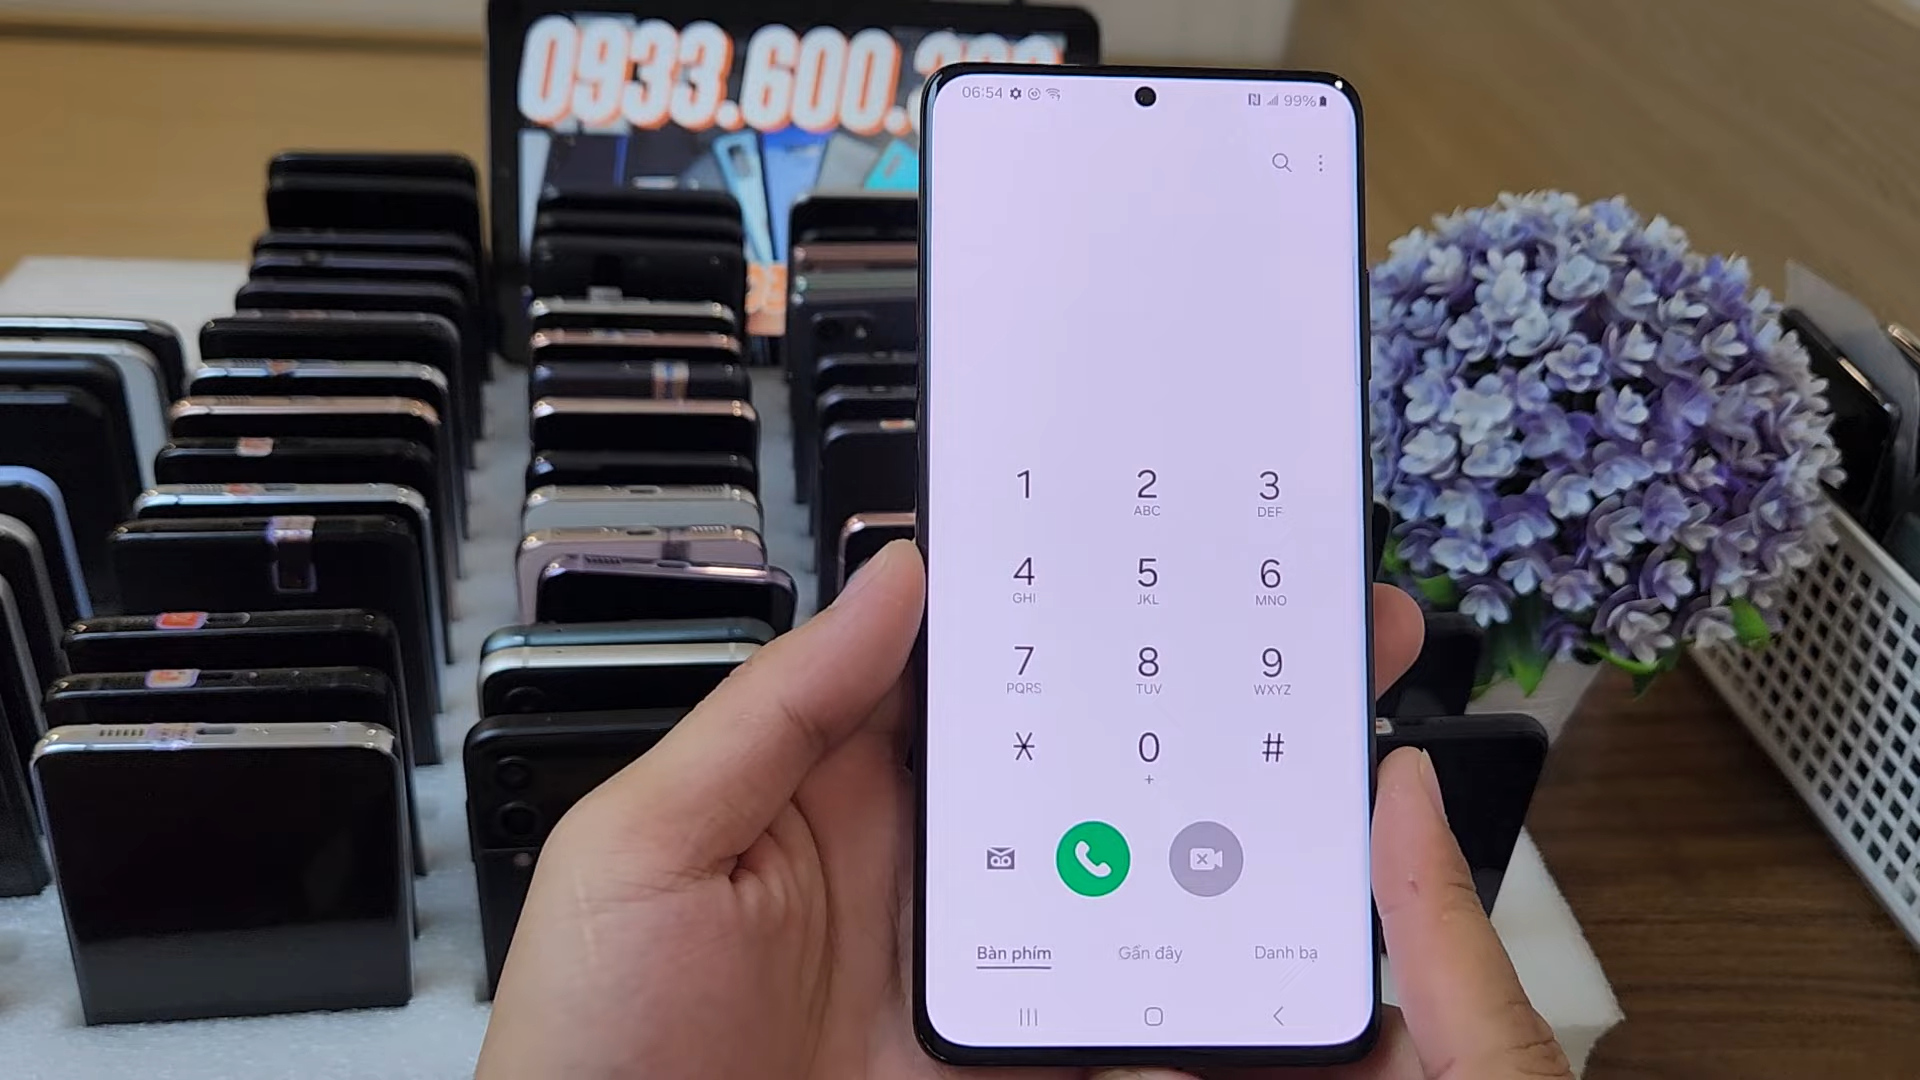 0933.600.
06:54
99%
1
2
3
ABC
DEF
4
5
6
GHI
JKL
MNO
7
8
9
PQRS
TUV
WXYZ
*
0
#
+
Bàn phím
Gần đây
Danh bạ